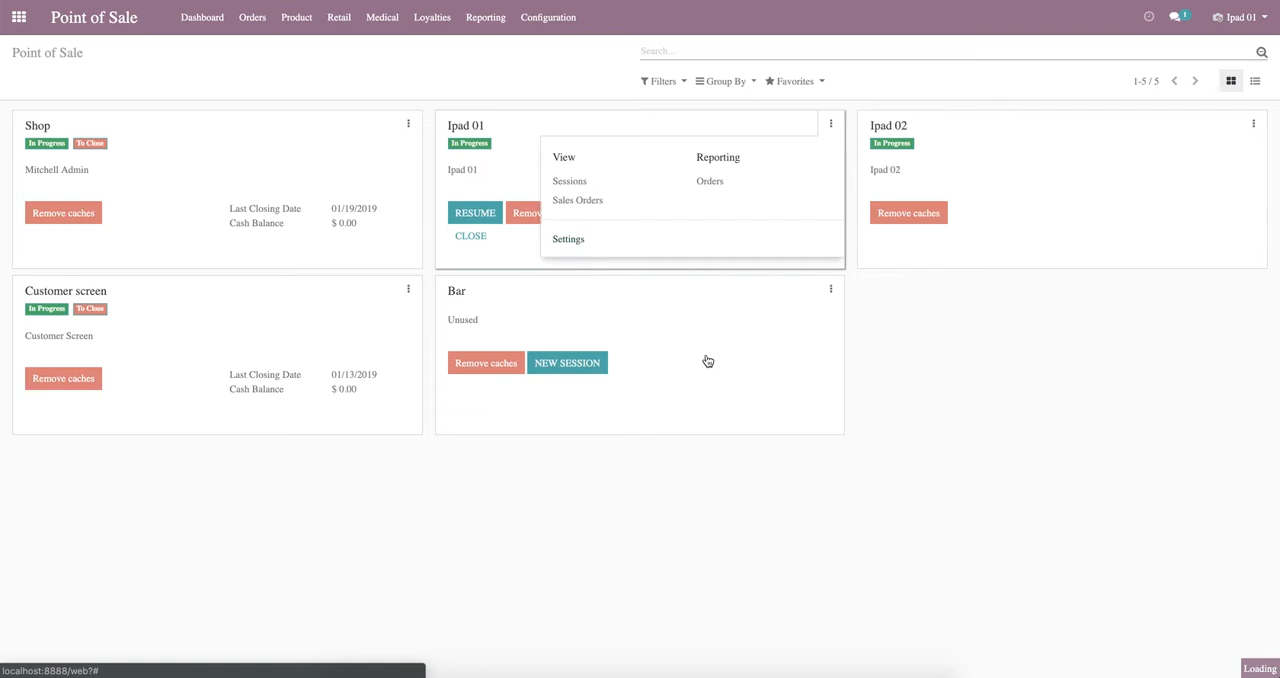 Point of Sale Dashboard Orders Product Retail Medical Loyalties Reporting Configuration 1 Ipad 01
Point of Sale
Search...
Filters Group By Favorites 1-5 / 5
Shop
In Progress To Close
Mitchell Admin
Remove caches
Last Closing Date 01/19/2019
Cash Balance $ 0.00
Ipad 01
In Progress
Ipad 01
RESUME
CLOSE
View
Sessions
Sales Orders
Reporting
Orders
Settings
Ipad 02
In Progress
Ipad 02
Remove caches
Customer screen
In Progress To Close
Customer Screen
Remove caches
Last Closing Date 01/13/2019
Cash Balance $ 0.00
Bar
Unused
Remove caches NEW SESSION
localhost:8888/web?#
Loading